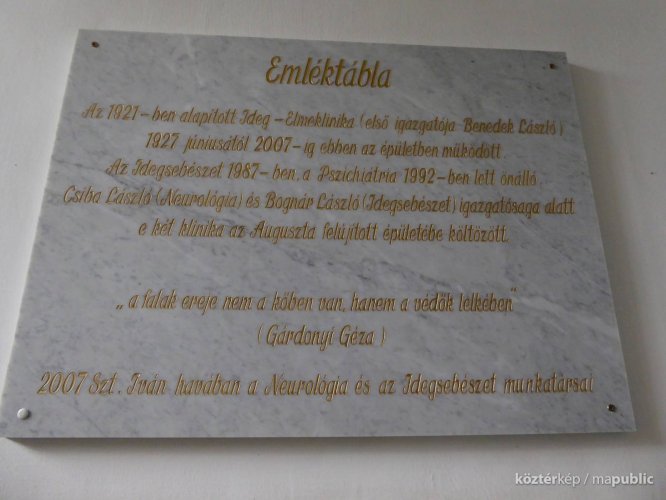 Emléktábla
Az 1921-ben alapított Ideg-Elmeklinika (első igazgatója Benedek László)
1927 júniusától 2007-ig ebben az épületben működött.
Az Idegsebészet 1987-ben, a Pszichiátria 1992-ben lett önálló.
Csiba László (Neurológia) és Bognár László (Idegsebészet) igazgatósága alatt
e két klinika az Auguszta felújított épületébe költözött.
„a falak ereje nem a kőben van, hanem a védők lelkében"
(Gárdonyi Géza)
2007 Szt. Iván havában a Neurológia és az Idegsebészet munkatársai
köztérkép / mapublic